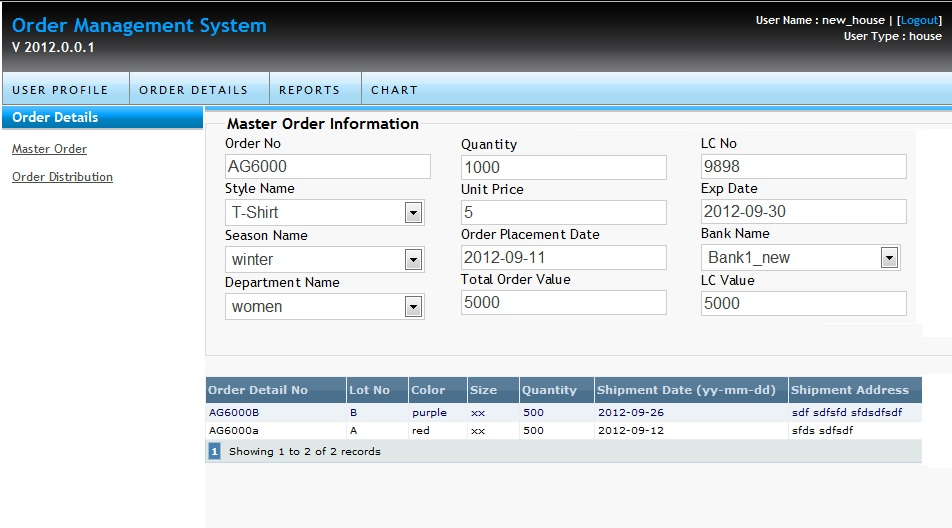 Order Management System
V 2012.0.0.1
User Name : new_house | [Logout]
User Type : house
USER PROFILE ORDER DETAILS REPORTS CHART
Order Details
Master Order
Order Distribution
Master Order Information
Order No Quantity LC No
AG6000 1000 9898
Style Name Unit Price Exp Date
T-Shirt 5 2012-09-30
Season Name Order Placement Date Bank Name
winter 2012-09-11 Bank1_new
Department Name Total Order Value LC Value
women 5000 5000
Order Detail No Lot No Color Size Quantity Shipment Date (yy-mm-dd) Shipment Address
AG6000B B purple xx 500 2012-09-26 sdf sdfsfd sfdsdfsdf
AG6000a A red xx 500 2012-09-12 sfds sdfsdf
1 Showing 1 to 2 of 2 records